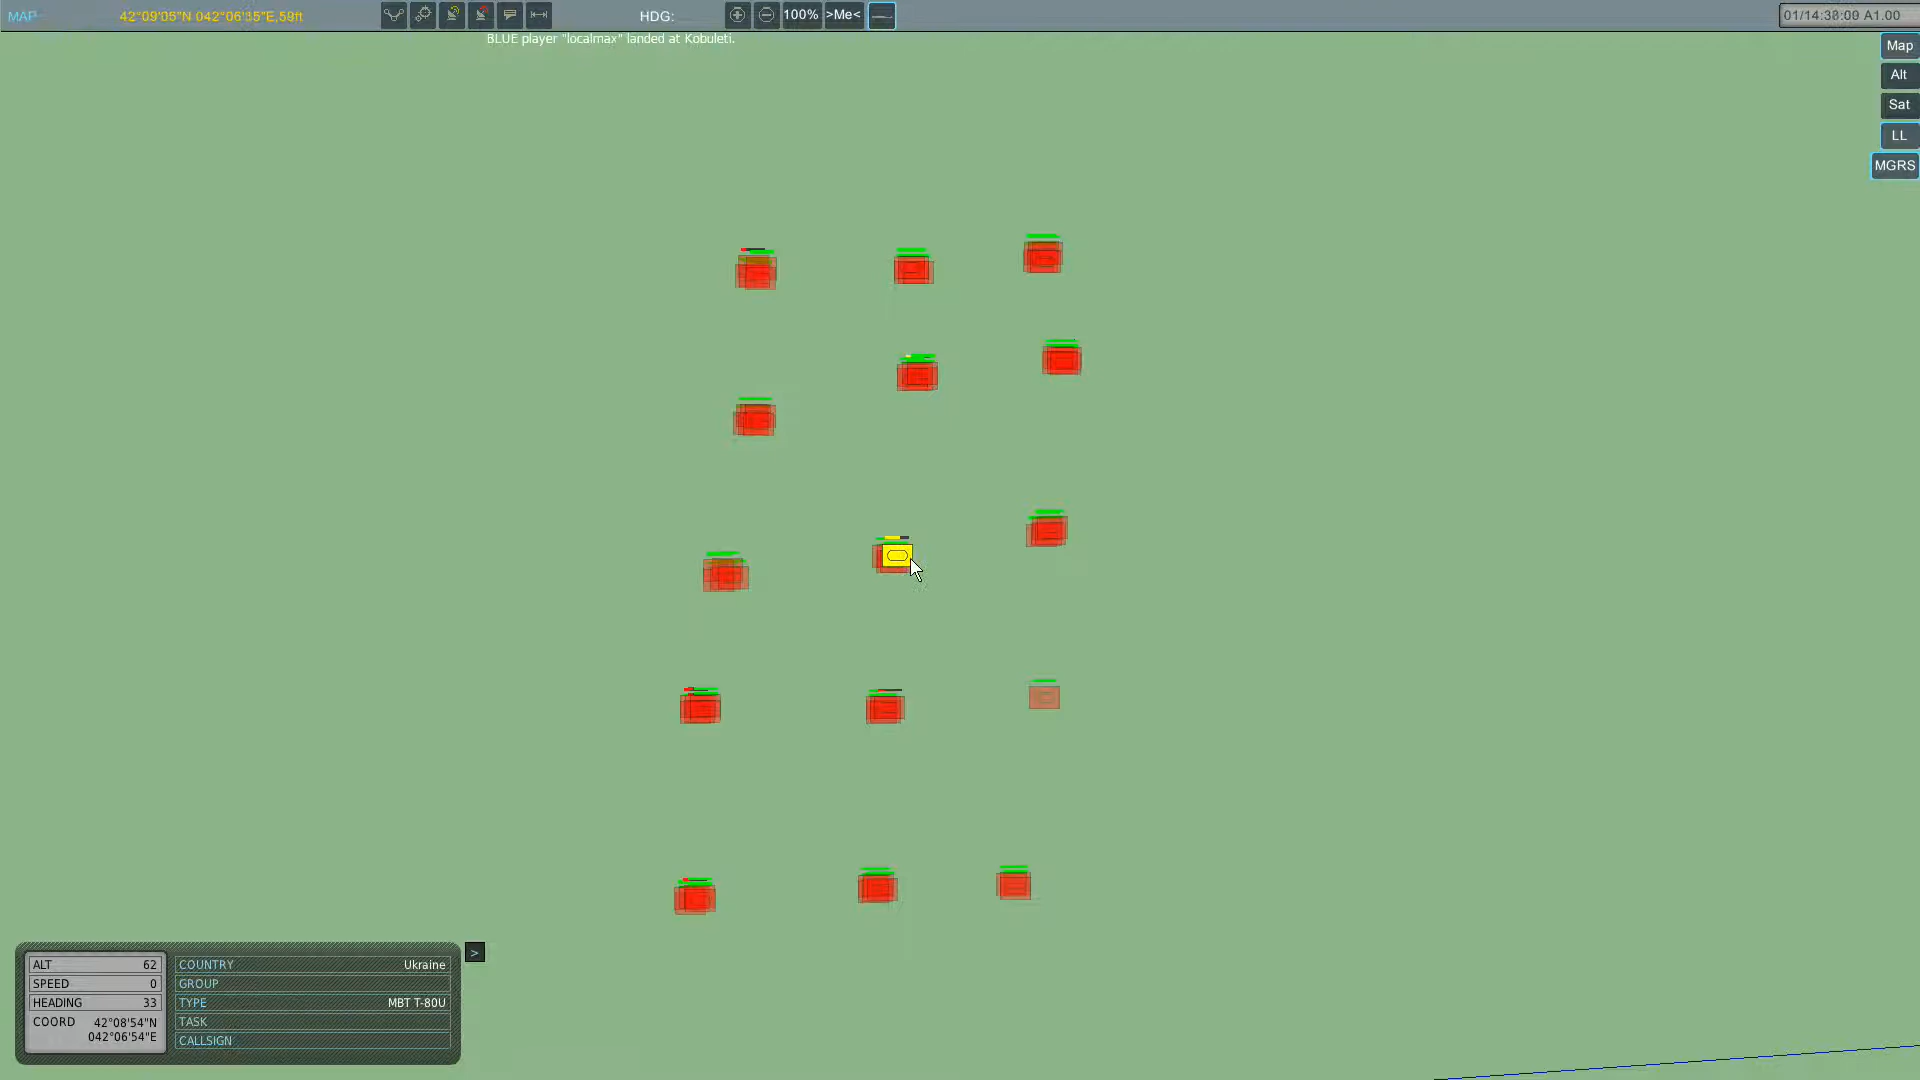 MAP 42°09'05"N 042°06'35"E,59ft HDG: 100% >Me< 01/14:38:09 A1.00
BLUE player "localmax" landed at Kobuleti.
Map
Alt
Sat
LL
MGRS
>
ALT 62
SPEED 0
HEADING 33
COORD 42°08'54"N
042°06'54"E
COUNTRY Ukraine
GROUP
TYPE MBT T-80U
TASK
CALLSIGN